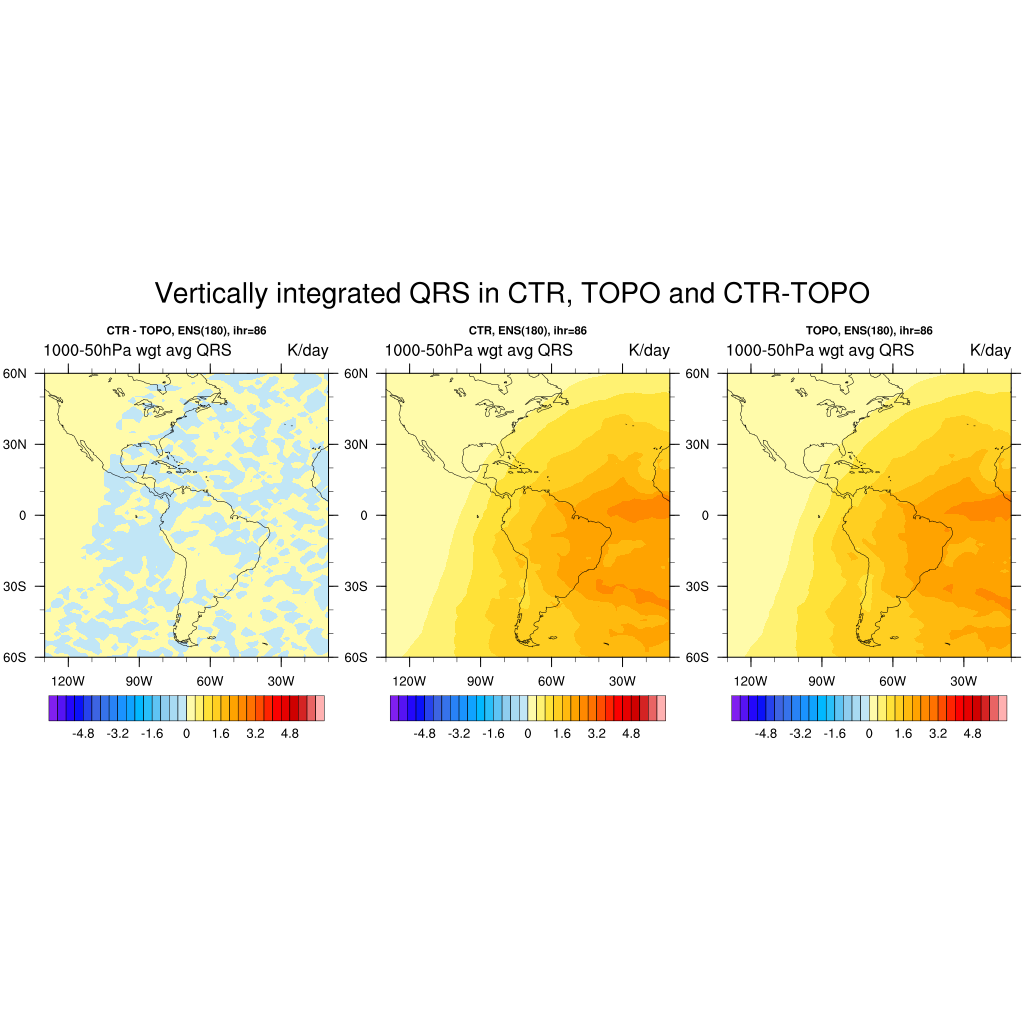 Vertically integrated QRS in CTR, TOPO and CTR-TOPO
CTR - TOPO, ENS(180), ihr=86
1000-50hPa wgt avg QRS K/day
60N
30N
0
30S
60S
120W 90W 60W 30W
-4.8 -3.2 -1.6 0 1.6 3.2 4.8
CTR, ENS(180), ihr=86
1000-50hPa wgt avg QRS K/day
60N
30N
0
30S
60S
120W 90W 60W 30W
-4.8 -3.2 -1.6 0 1.6 3.2 4.8
TOPO, ENS(180), ihr=86
1000-50hPa wgt avg QRS K/day
60N
30N
0
30S
60S
120W 90W 60W 30W
-4.8 -3.2 -1.6 0 1.6 3.2 4.8